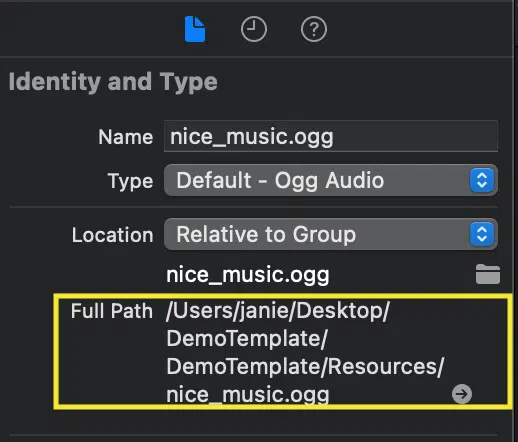 Identity and Type
Name nice_music.ogg
Type Default - Ogg Audio
Location Relative to Group
nice_music.ogg
Full Path /Users/janie/Desktop/
DemoTemplate/
DemoTemplate/Resources/
nice_music.ogg